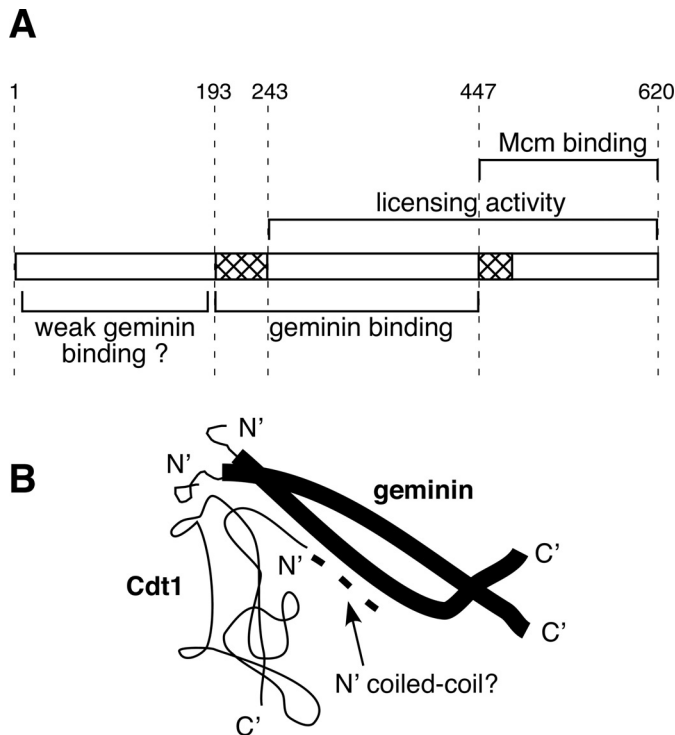 A
1 193 243 447 620
Mcm binding
licensing activity
weak geminin
binding ?
geminin binding
B
N'
N'
geminin
Cdt1
N'
C'
C'
N' coiled-coil?
C'